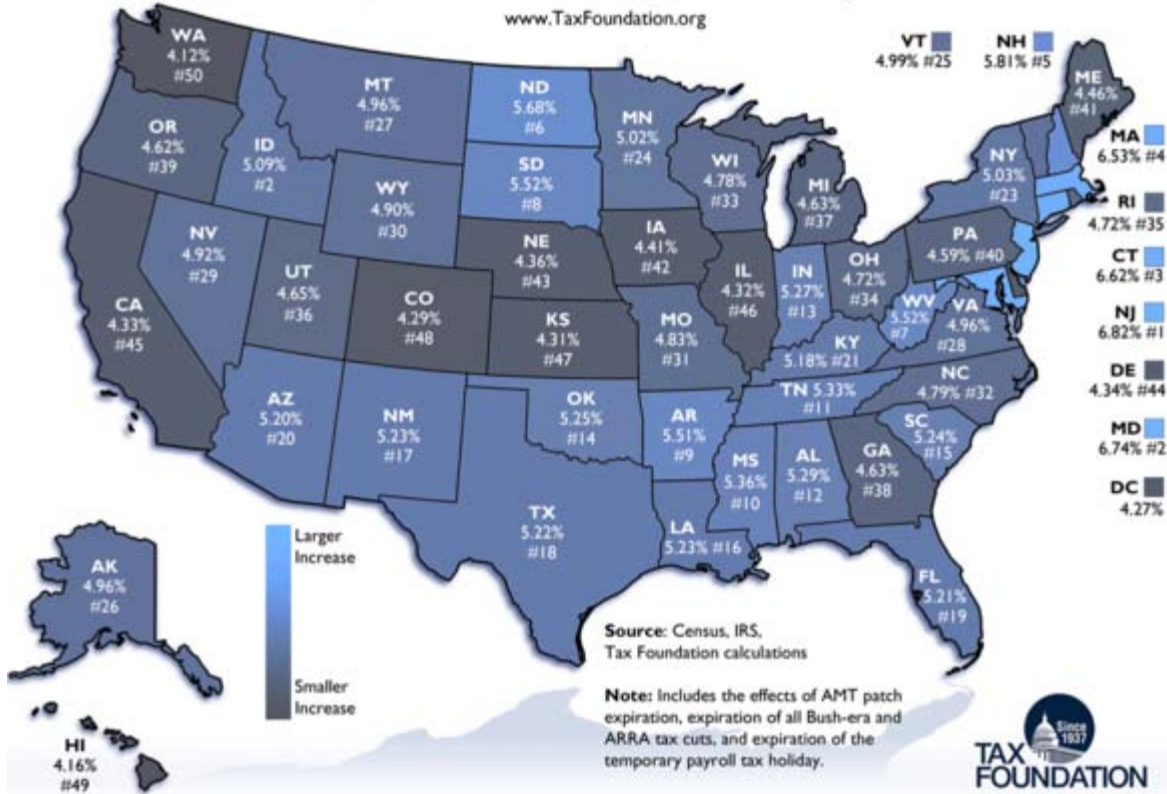 www.TaxFoundation.org
WA
4.12%
#50
OR
4.62%
#39
CA
4.33%
#45
ID
5.09%
#2
NV
4.92%
#29
MT
4.96%
#27
WY
4.90%
#30
UT
4.65%
#36
CO
4.29%
#48
AZ
5.20%
#20
NM
5.23%
#17
ND
5.68%
#6
SD
5.52%
#8
NE
4.36%
#43
KS
4.31%
#47
OK
5.25%
#14
TX
5.22%
#18
MN
5.02%
#24
IA
4.41%
#42
MO
4.83%
#31
AR
5.51%
#9
LA
5.23% #16
WI
4.78%
#33
IL
4.32%
#46
MI
4.63%
#37
IN
5.27%
#13
OH
4.72%
#34
KY
5.18% #21
TN 5.33%
#11
MS
5.36%
#10
AL
5.29%
#12
GA
4.63%
#38
FL
5.21%
#19
SC
5.24%
#15
NC
4.79% #32
WV
5.52%
#7
VA
4.96%
#28
PA
4.59% #40
NY
5.03%
#23
VT
4.99% #25
NH
5.81% #5
ME
4.46%
#41
MA
6.53% #4
RI
4.72% #35
CT
6.62% #3
NJ
6.82% #1
DE
4.34% #44
MD
6.74% #2
DC
4.27%
AK
4.96%
#26
HI
4.16%
#49
Larger
Increase
Smaller
Increase
Source: Census, IRS,
Tax Foundation calculations
Note: Includes the effects of AMT patch
expiration, expiration of all Bush-era and
ARRA tax cuts, and expiration of the
temporary payroll tax holiday.
Since
1937
TAX
FOUNDATION